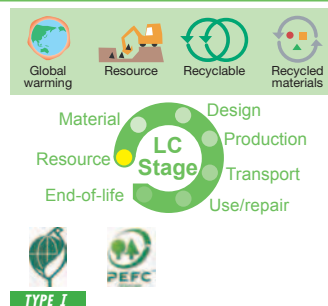 Global warming
Resource
Recyclable
Recycled materials
Material
Design
Resource
LC Stage
Production
Transport
End-of-life
Use/repair
PEFC
TYPE I